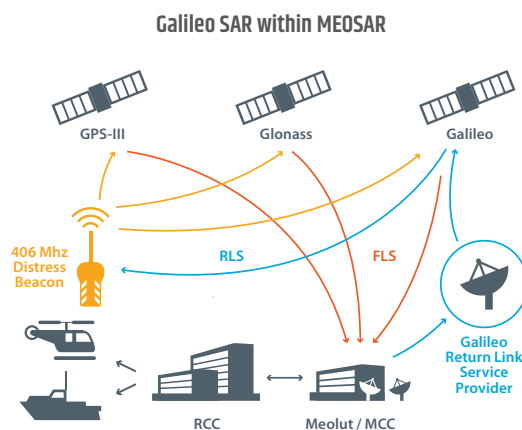 Galileo SAR within MEOSAR
GPS-III
Glonass
Galileo
406 Mhz
Distress
Beacon
RLS
FLS
Galileo
Return Link
Service
Provider
RCC
Meolut / MCC